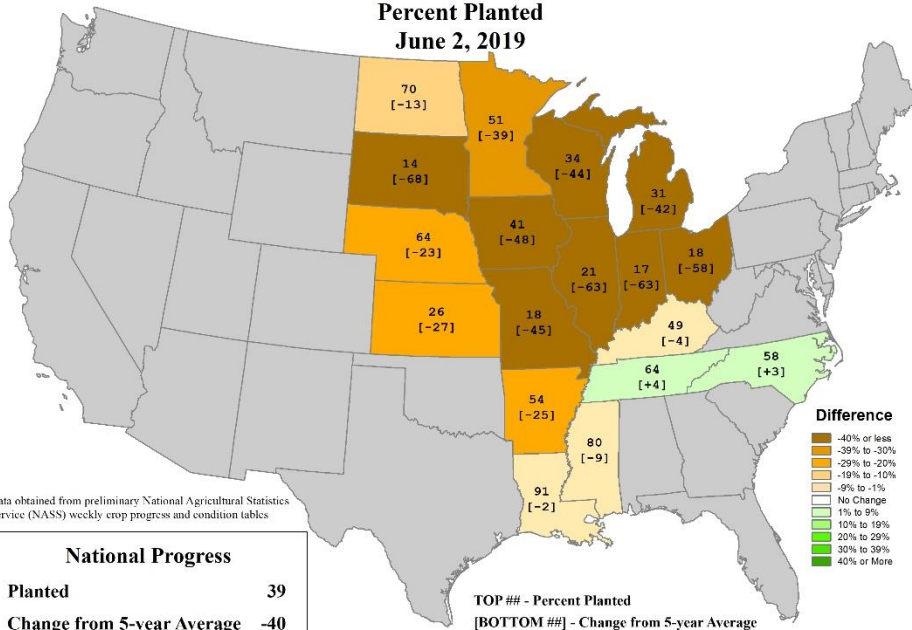 Percent Planted
June 2, 2019
70
[-13]
51
[-39]
14
[-68]
34
[-44]
31
[-42]
64
[-23]
41
[-48]
21
[-63]
17
[-63]
18
[-58]
26
[-27]
18
[-45]
49
[-4]
64
[+4]
58
[+3]
54
[-25]
80
[-9]
91
[-2]
Difference
-40% or less
-39% to -30%
-29% to -20%
-19% to -10%
-9% to -1%
No Change
1% to 9%
10% to 19%
20% to 29%
30% to 39%
40% or More
ata obtained from preliminary National Agricultural Statistics
ervice (NASS) weekly crop progress and condition tables
National Progress
Planted 39
Change from 5-year Average -40
TOP ## - Percent Planted
[BOTTOM ##] - Change from 5-year Average